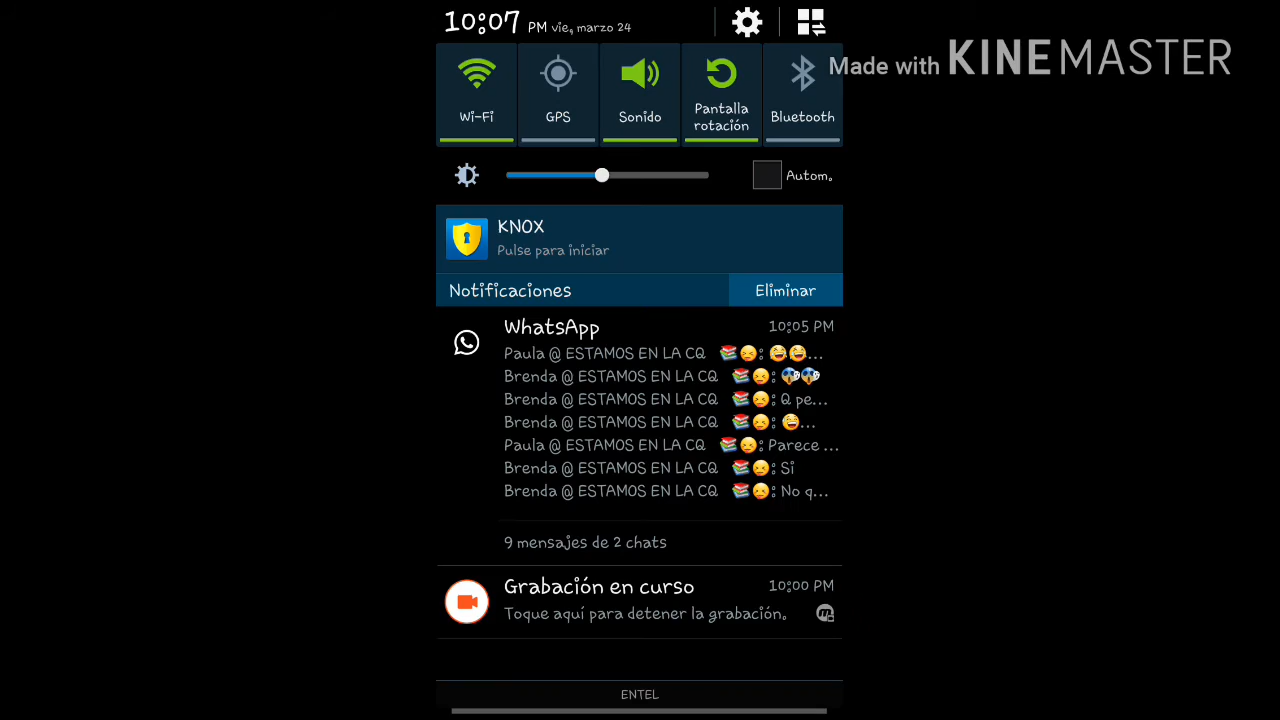 10:07 PM vie, marzo 24
Made with KINEMASTER
Wi-Fi
GPS
Sonido
Pantalla
rotación
Bluetooth
Autom.
KNOX
Pulse para iniciar
Notificaciones
Eliminar
WhatsApp 10:05 PM
Paula @ ESTAMOS EN LA CQ 📚😝: 😂😂...
Brenda @ ESTAMOS EN LA CQ 📚😝: 😱😱
Brenda @ ESTAMOS EN LA CQ 📚😝: Q pe...
Brenda @ ESTAMOS EN LA CQ 📚😝: 😅...
Paula @ ESTAMOS EN LA CQ 📚😝: Parece ...
Brenda @ ESTAMOS EN LA CQ 📚😝: Si
Brenda @ ESTAMOS EN LA CQ 📚😝: No q...
9 mensajes de 2 chats
Grabación en curso 10:00 PM
Toque aquí para detener la grabación.
ENTEL